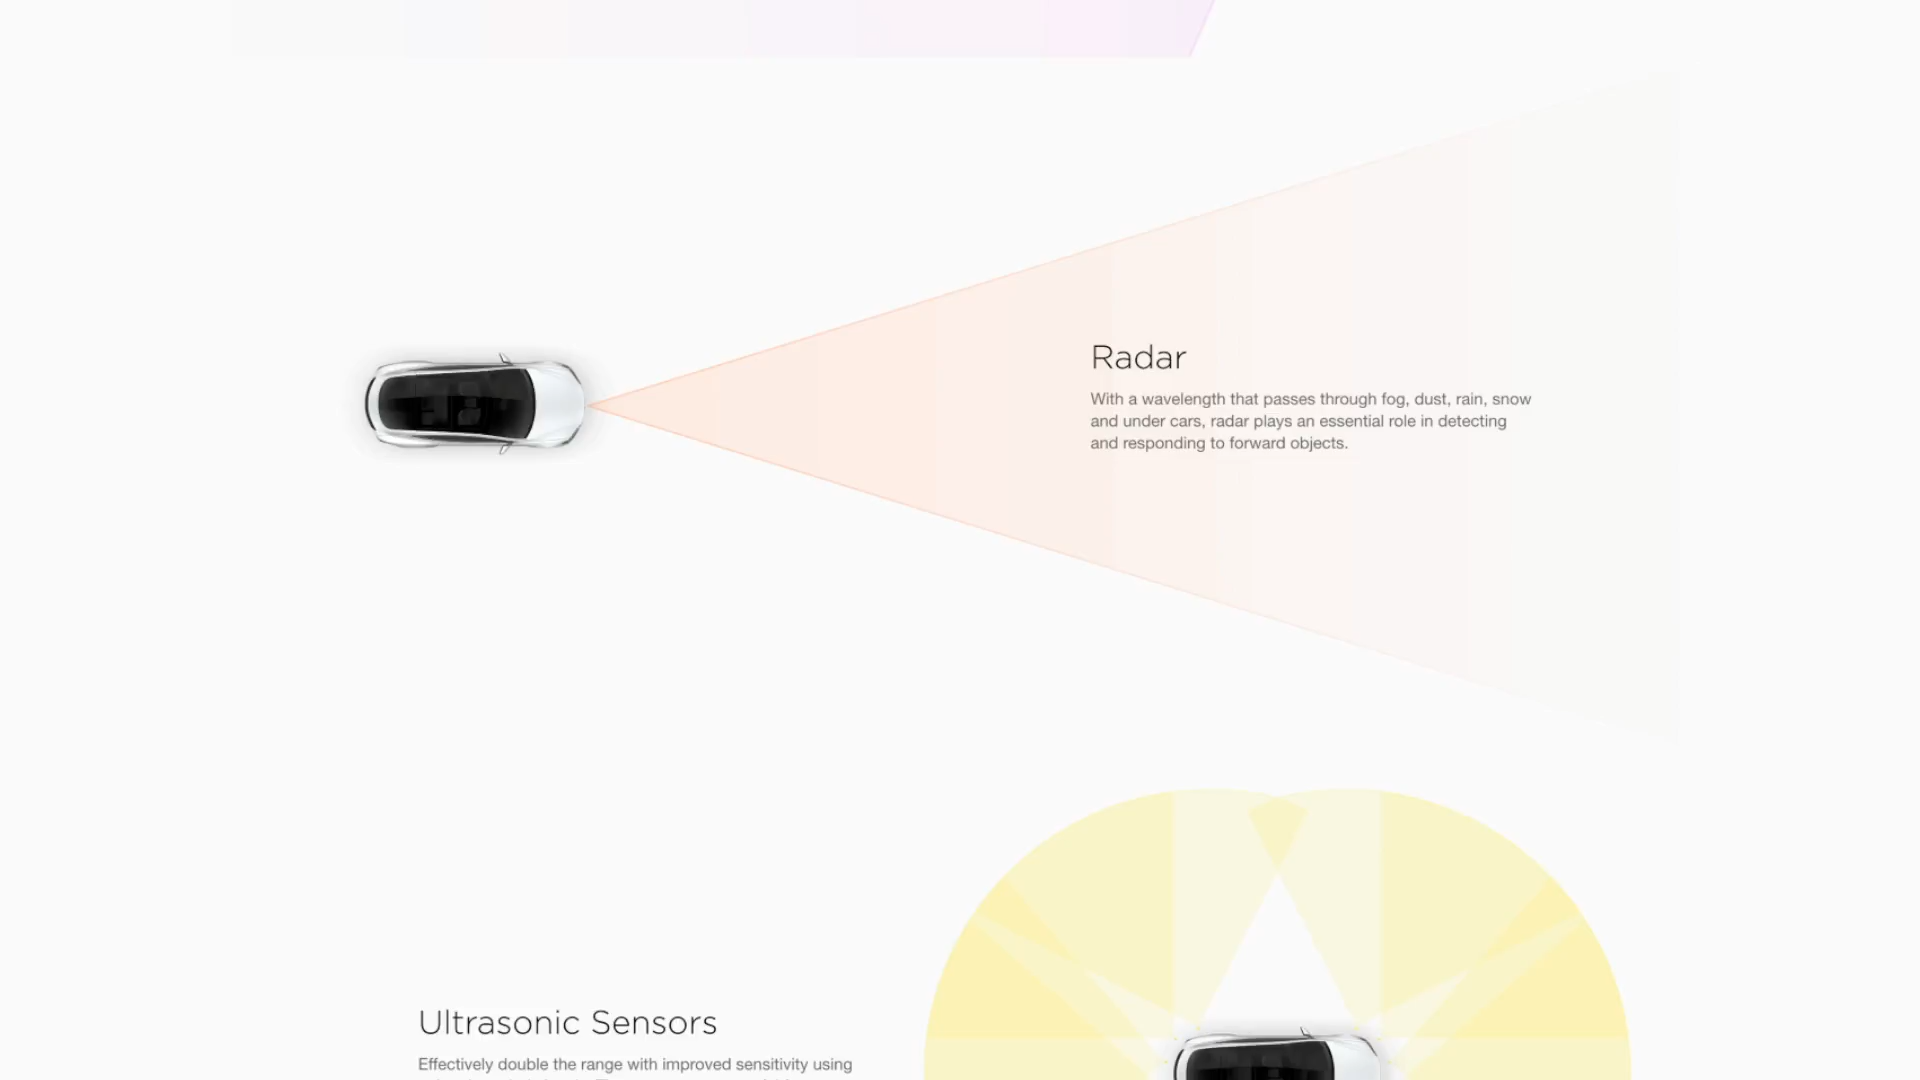 Radar
With a wavelength that passes through fog, dust, rain, snow
and under cars, radar plays an essential role in detecting
and responding to forward objects.
Ultrasonic Sensors
Effectively double the range with improved sensitivity using